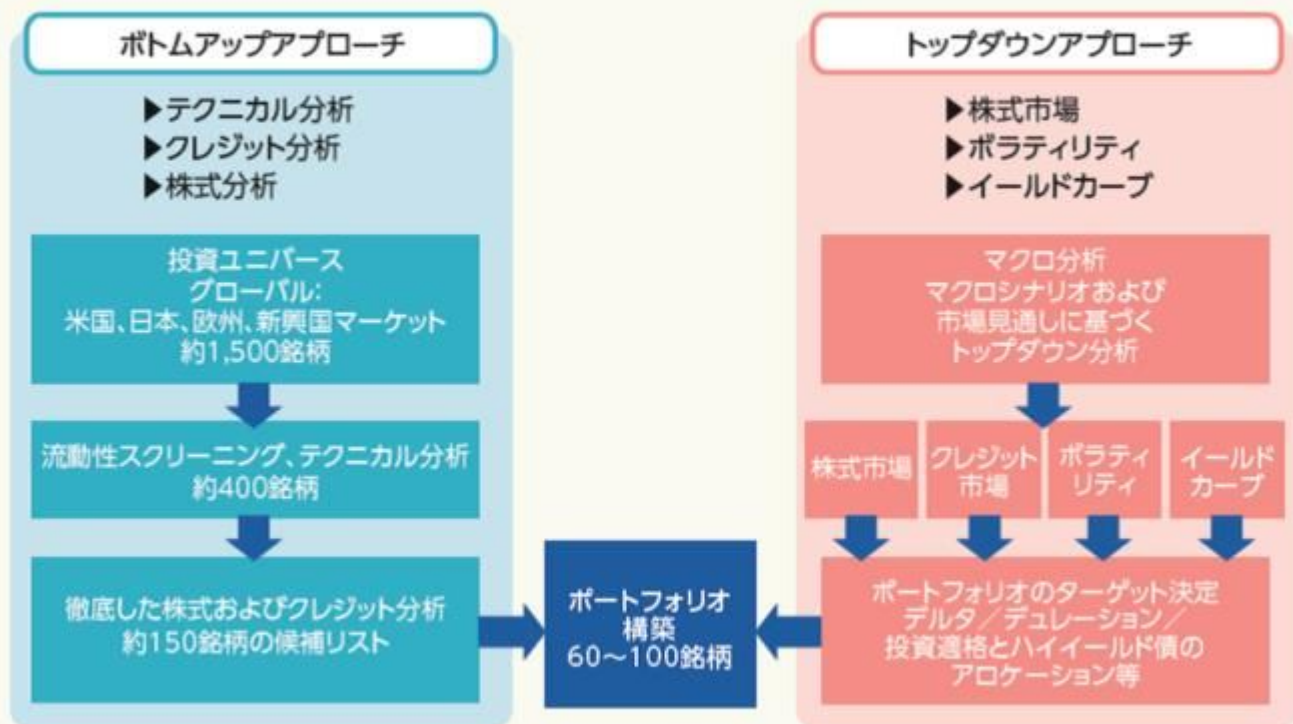 ボトムアップアプローチ
▶テクニカル分析
▶クレジット分析
▶株式分析
投資ユニバース
グローバル:
米国、日本、欧州、新興国マーケット
約1,500銘柄
流動性スクリーニング、テクニカル分析
約400銘柄
徹底した株式およびクレジット分析
約150銘柄の候補リスト
ポートフォリオ
構築
60～100銘柄
トップダウンアプローチ
▶株式市場
▶ボラティリティ
▶イールドカーブ
マクロ分析
マクロシナリオおよび
市場見通しに基づく
トップダウン分析
株式市場
クレジット
市場
ボラティ
リティ
イールド
カーブ
ポートフォリオのターゲット決定
デルタ／デュレーション／
投資適格とハイイールド債の
アロケーション等